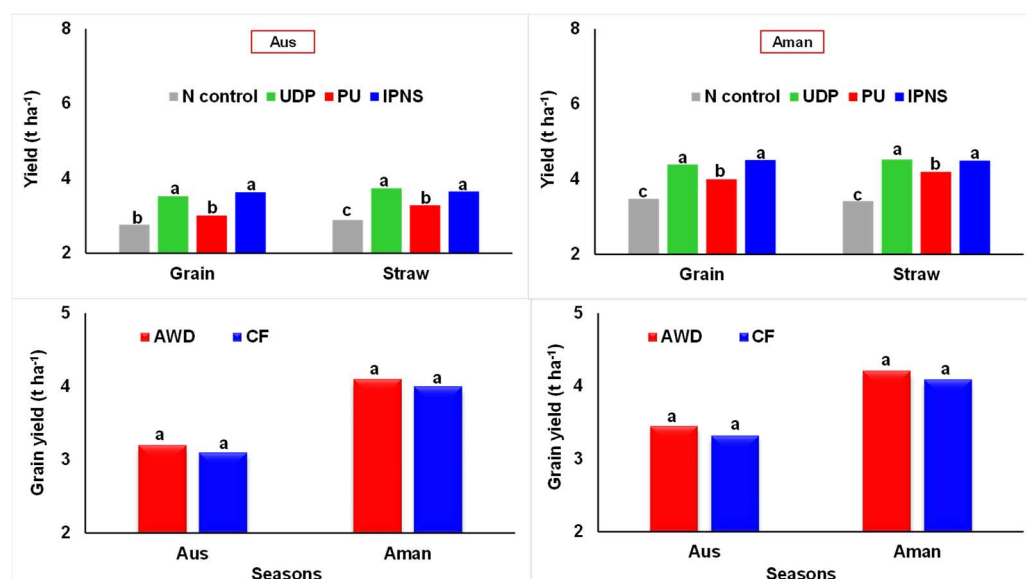 Aus
N control UDP PU IPNS
Yield (t ha⁻¹)
8
6
4
2
b a b a c a b a
Grain Straw
Aman
N control UDP PU IPNS
Yield (t ha⁻¹)
8
6
4
2
c a b a c a b a
Grain Straw
AWD CF
Grain yield (t ha⁻¹)
5
4
3
2
a a a a
Aus Aman
Seasons
AWD CF
Grain yield (t ha⁻¹)
5
4
3
2
a a a a
Aus Aman
Seasons